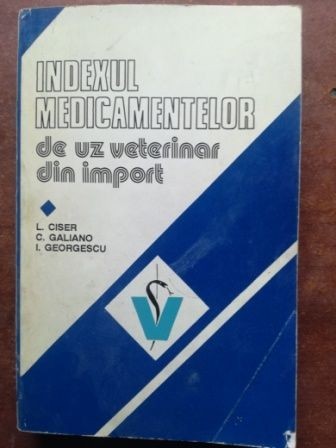 INDEXUL
MEDICAMENTELOR
de uz veterinar
din import
L. CISER
C. GALIANO
I. GEORGESCU
V